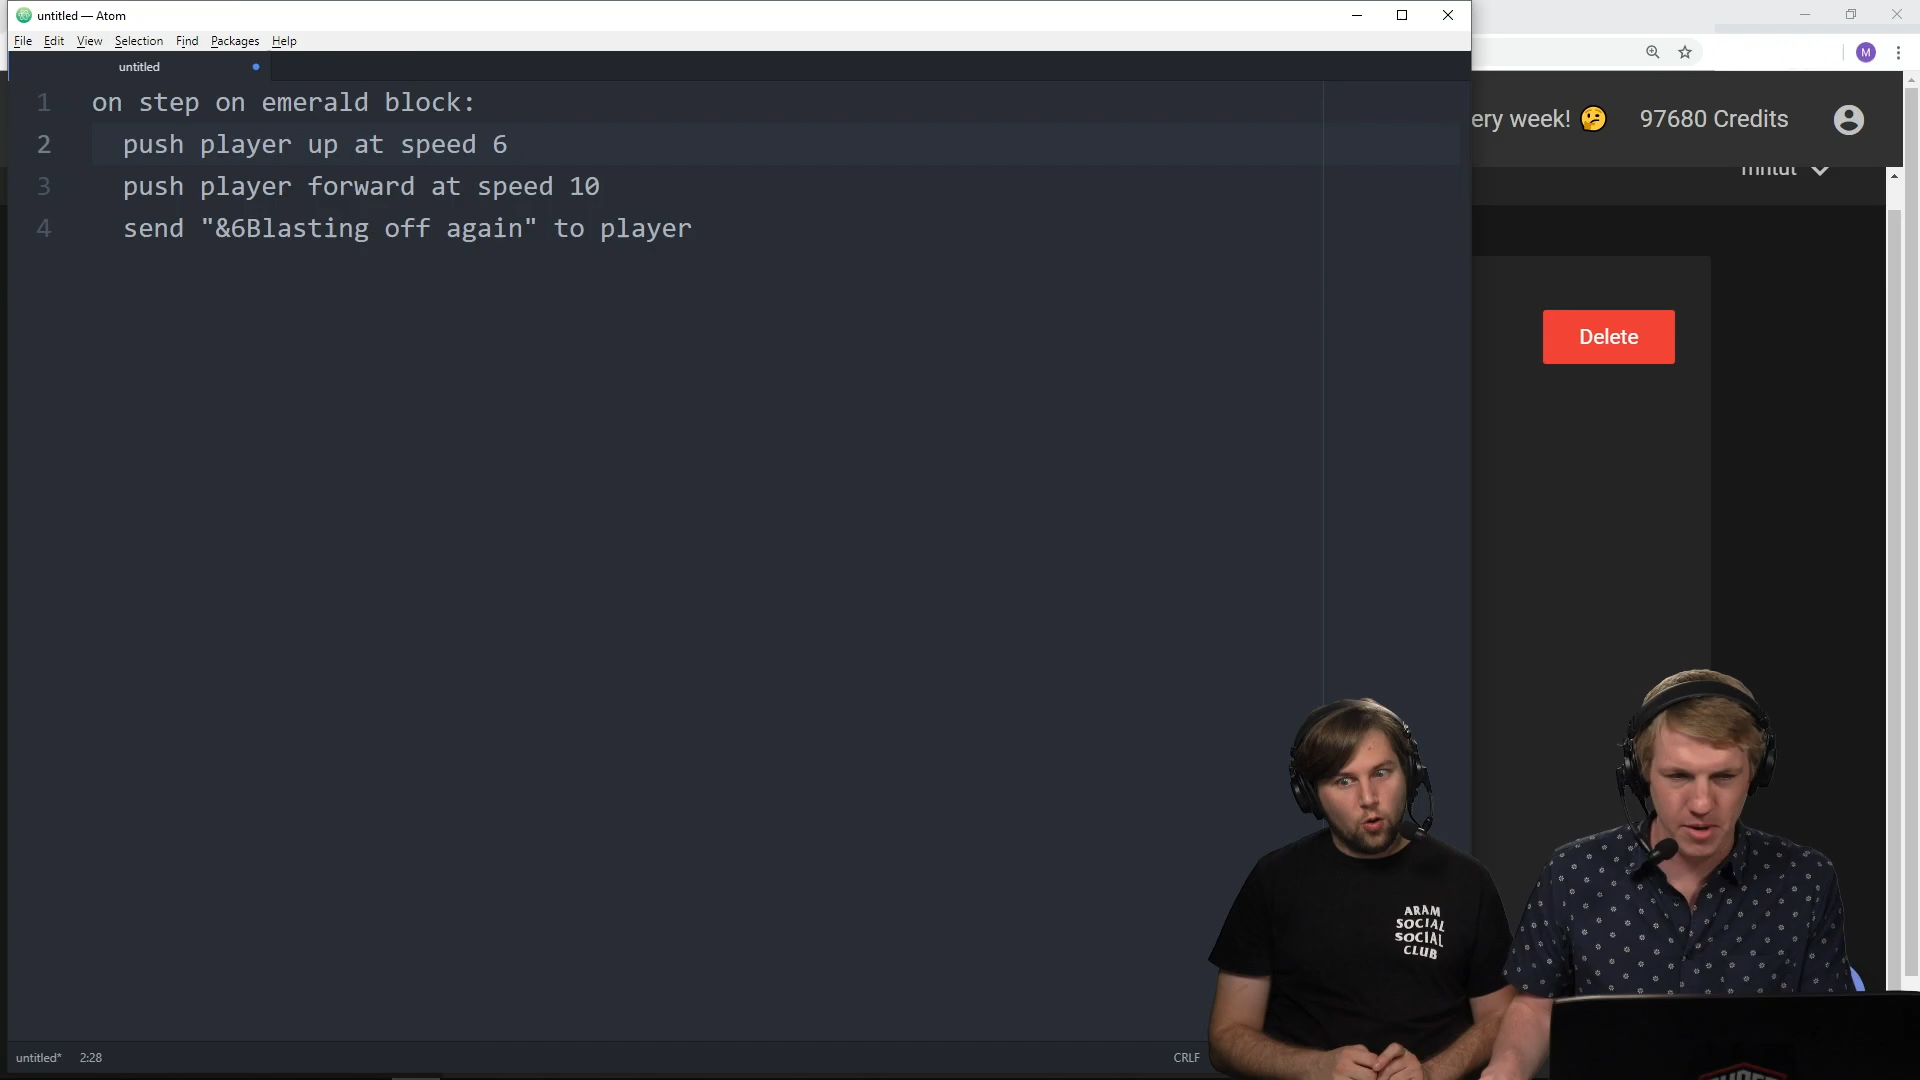 untitled — Atom
File Edit View Selection Find Packages Help
untitled
M
ery week! 🤔 97680 Credits
mntut
1 on step on emerald block:
2 push player up at speed 6
3 push player forward at speed 10
4 send "&6Blasting off again" to player
Delete
ARAM
SOCIAL
SOCIAL
CLUB
untitled* 2:28
CRLF